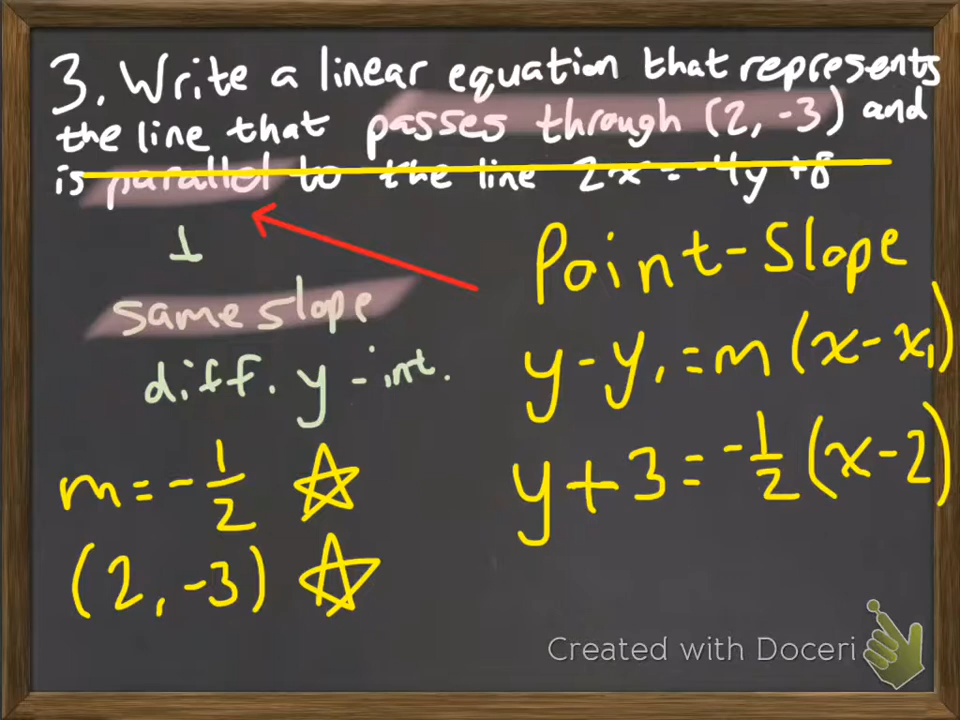 3. Write a linear equation that represents
the line that passes through (2, -3) and
is parallel to the line 2x = -4y +8
1
same slope
diff. y-int.
m = -1/2
(2, -3)
Point-Slope
y - y₁ = m (x - x₁)
y + 3 = -1/2 (x - 2)
Created with Doceri